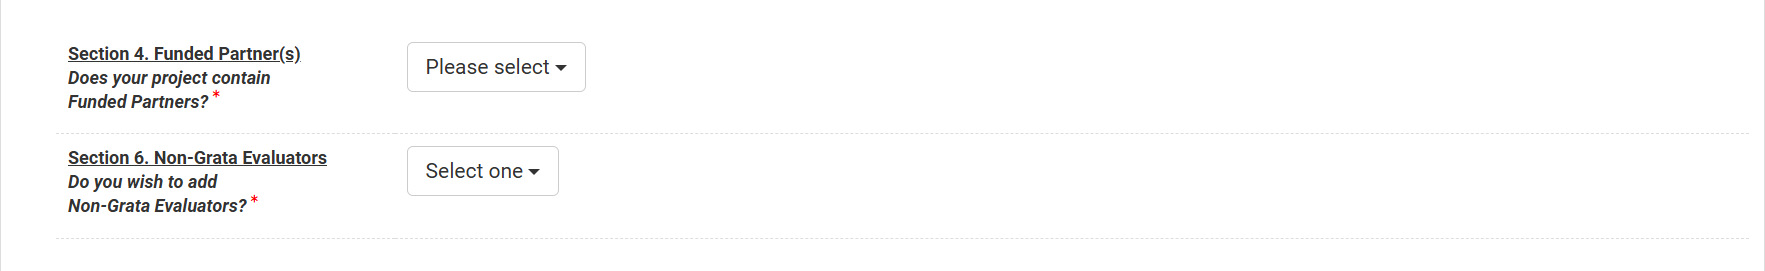 Section 4. Funded Partner(s)
Does your project contain
Funded Partners? *
Please select
Section 6. Non-Grata Evaluators
Do you wish to add
Non-Grata Evaluators? *
Select one